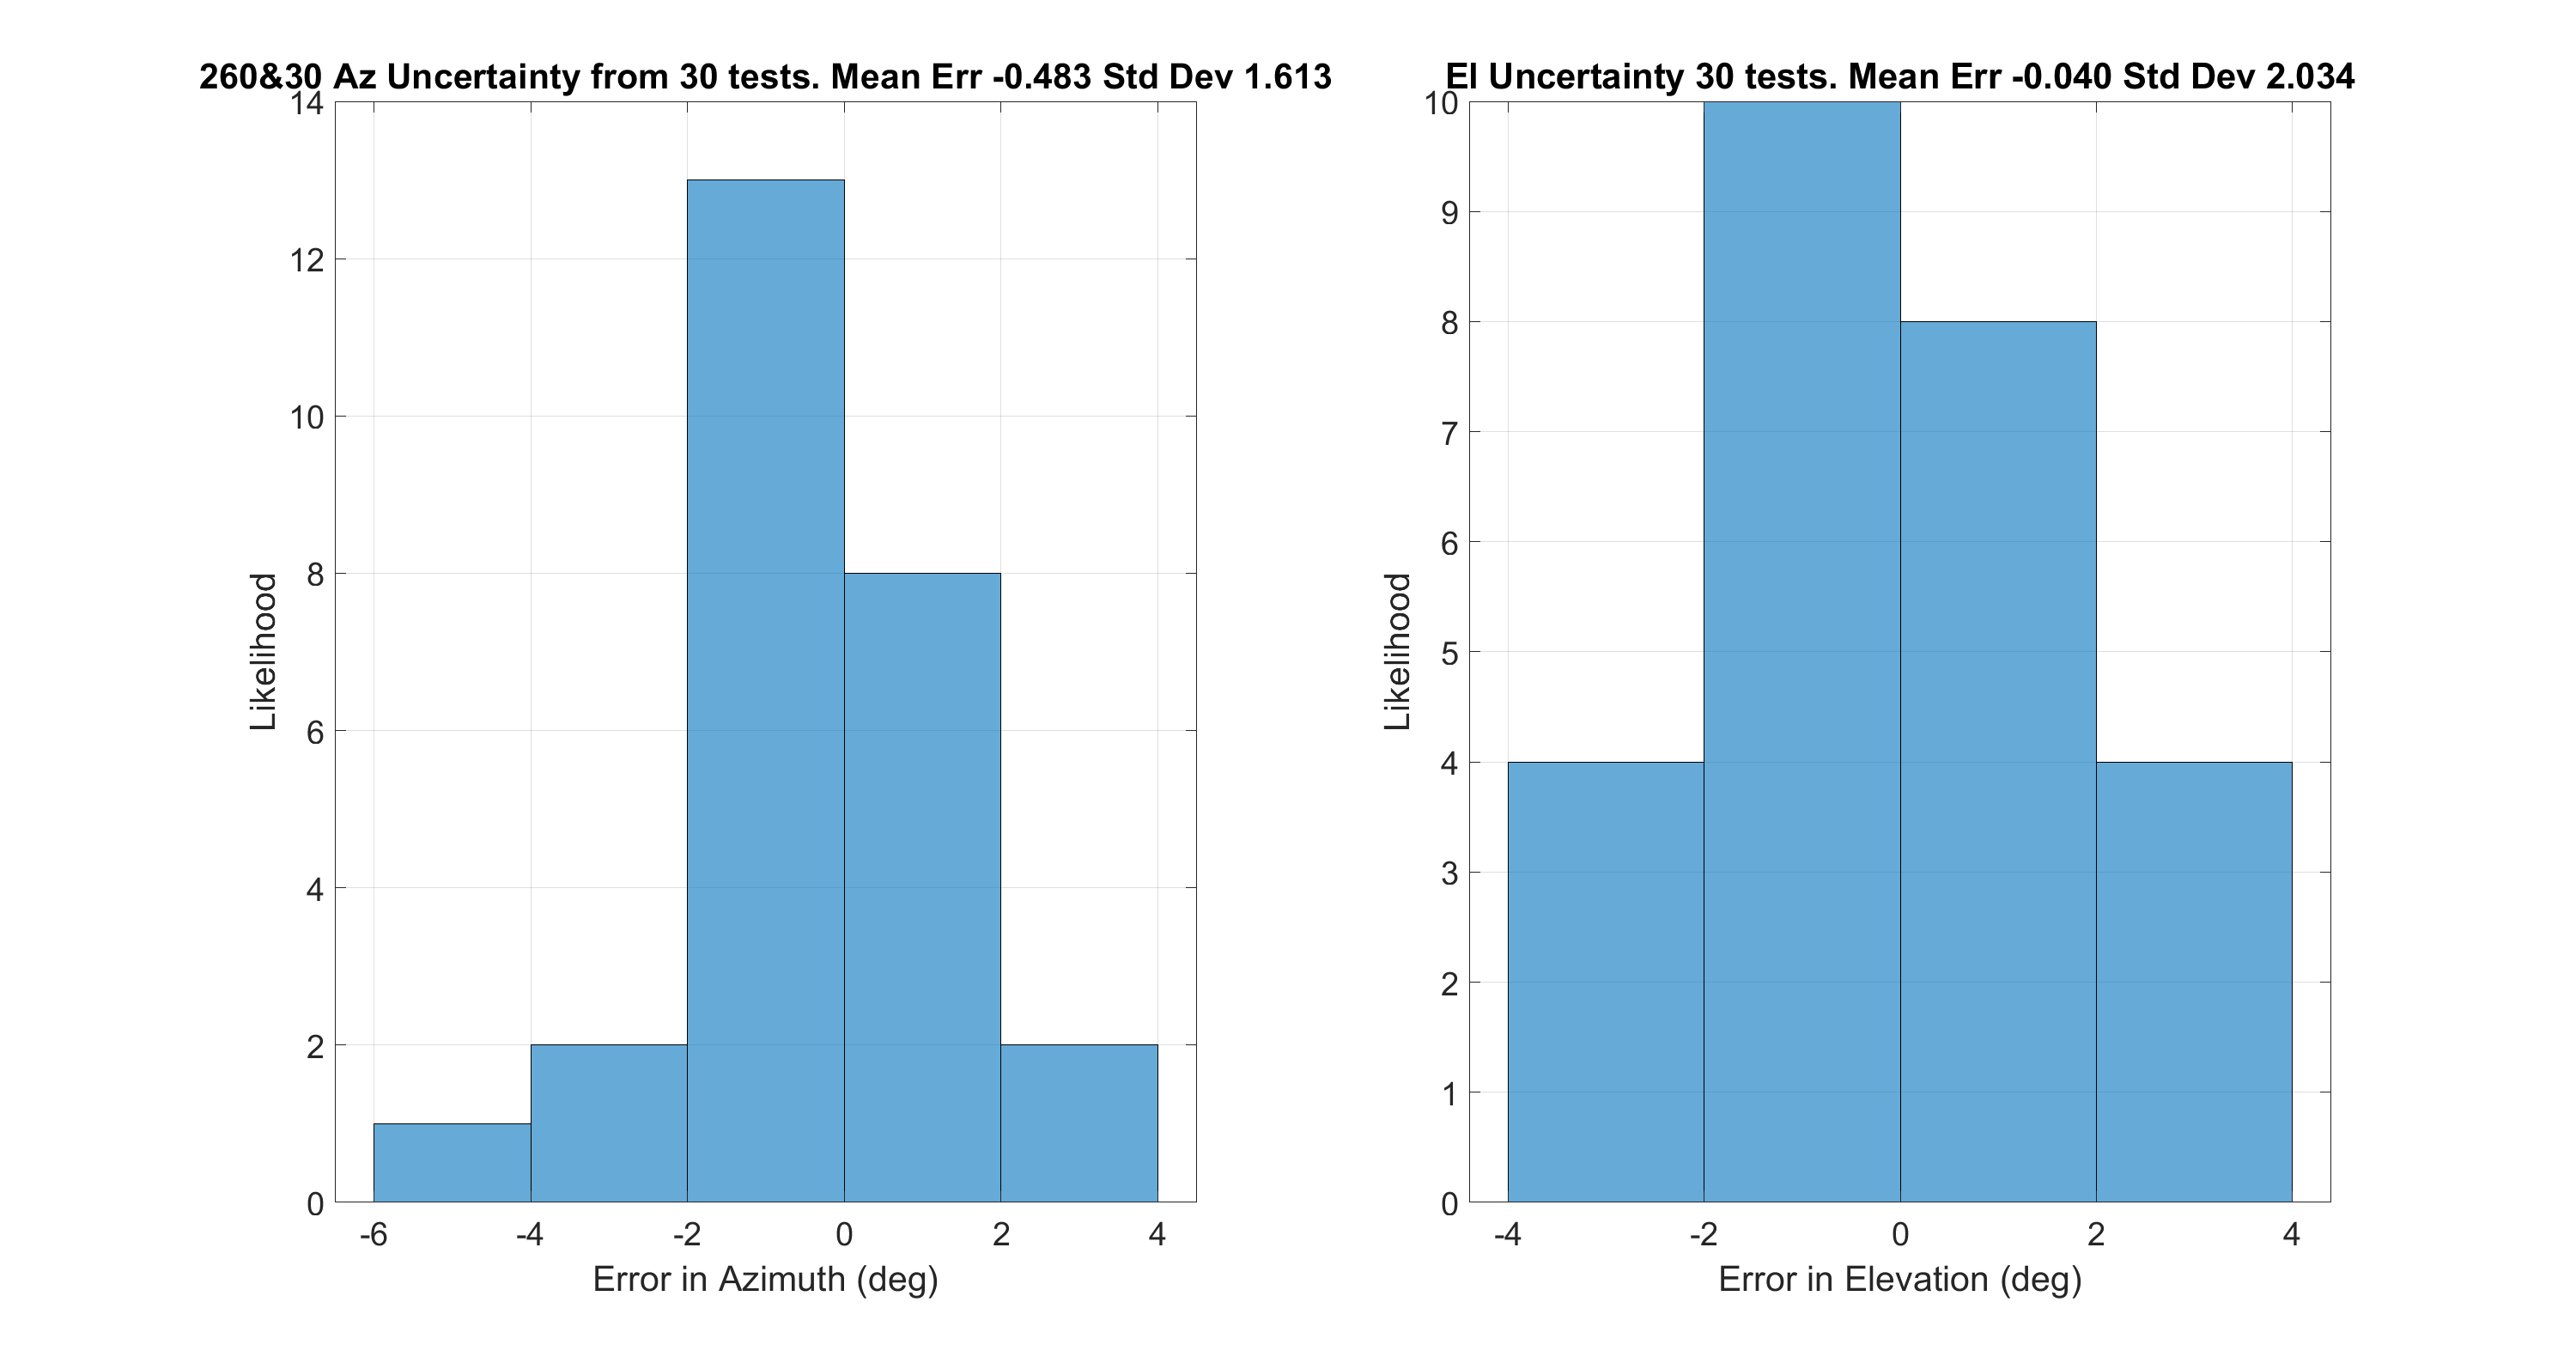 260&30 Az Uncertainty from 30 tests. Mean Err -0.483 Std Dev 1.613
14
12
10
8
6
4
2
0
Likelihood
-6 -4 -2 0 2 4
Error in Azimuth (deg)
El Uncertainty 30 tests. Mean Err -0.040 Std Dev 2.034
10
9
8
7
6
5
4
3
2
1
0
Likelihood
-4 -2 0 2 4
Error in Elevation (deg)